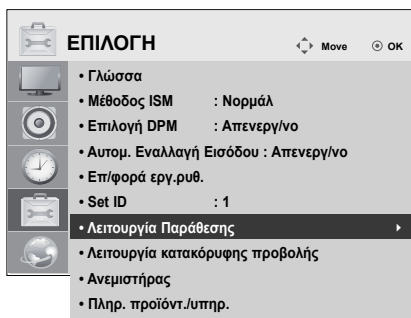 ΕΠΙΛΟΓΗ Move OK
• Γλώσσα
• Μέθοδος ISM : Νορμάλ
• Επιλογή DPM : Απενεργ/νο
• Αυτομ. Εναλλαγή Εισόδου : Απενεργ/νο
• Επ/φορά εργ.ρυθ.
• Set ID : 1
• Λειτουργία Παράθεσης
• Λειτουργία κατακόρυφης προβολής
• Ανεμιστήρας
• Πληρ. προϊόντ./υπηρ.